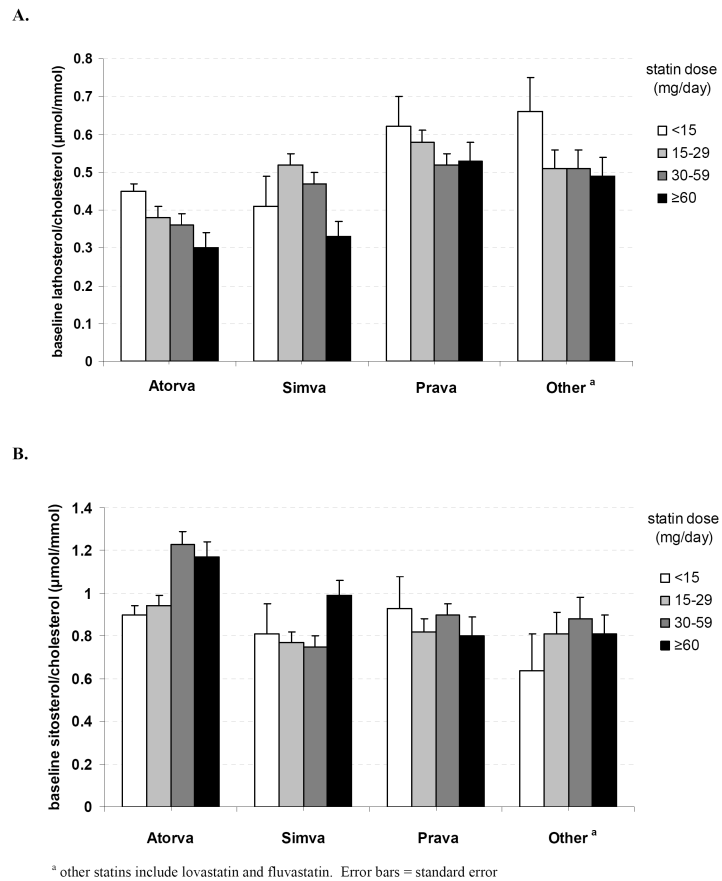 A.
baseline lathosterol/cholesterol (µmol/mmol)
0.8
0.7
0.6
0.5
0.4
0.3
0.2
0.1
0
Atorva
Simva
Prava
Other a
statin dose
(mg/day)
<15
15-29
30-59
≥60
B.
baseline sitosterol/cholesterol (µmol/mmol)
1.4
1.2
1
0.8
0.6
0.4
0.2
0
Atorva
Simva
Prava
Other a
statin dose
(mg/day)
<15
15-29
30-59
≥60
a other statins include lovastatin and fluvastatin. Error bars = standard error